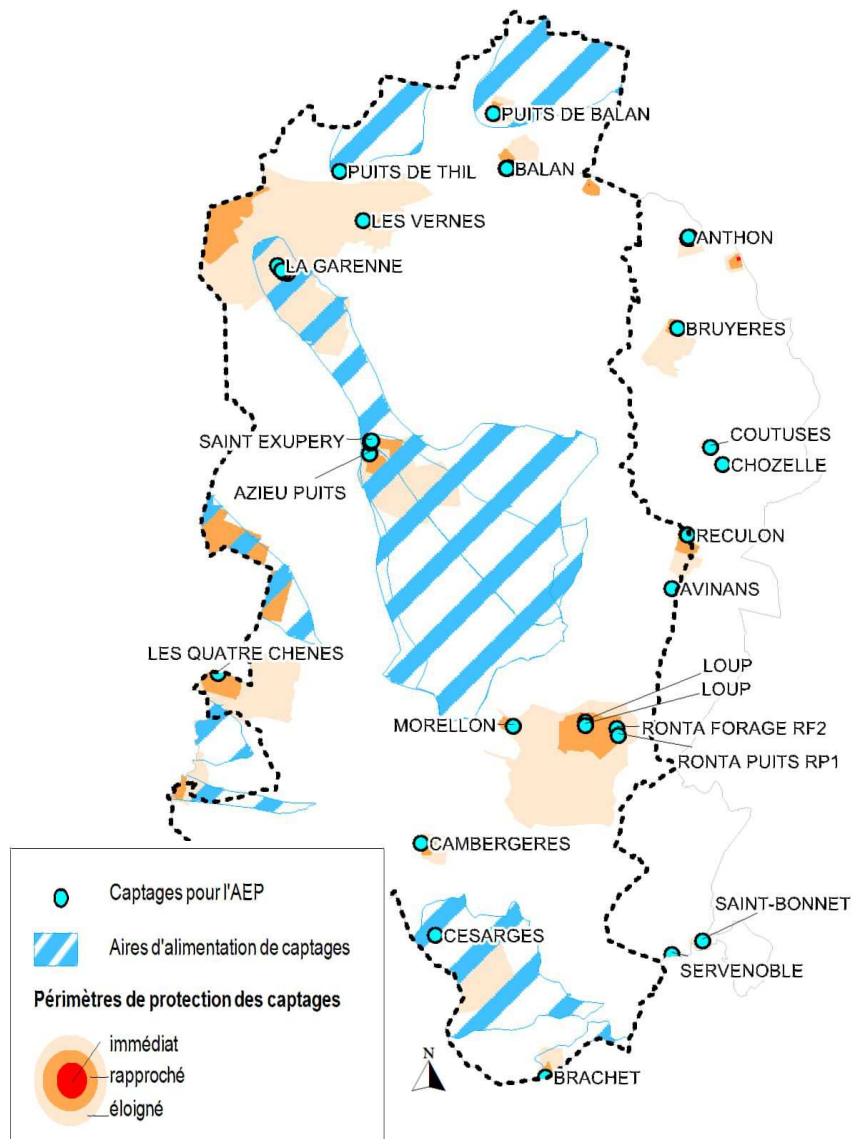 PUITS DE BALAN
PUITS DE THIL
BALAN
LES VERNES
ANTHON
LA GARENNE
BRUYERES
SAINT EXUPERY
COUTUSES
CHOZELLE
AZIEU PUITS
RECULON
AVINANS
LES QUATRE CHENES
LOUP
LOUP
MORELLON
RONTA FORAGE RF2
RONTA PUITS RP1
CAMBERGERES
SAINT-BONNET
CESARGES
SERVENOBLE
BRACHET
N
Captages pour l'AEP
Aires d'alimentation de captages
Périmètres de protection des captages
immédiat
rapproché
éloigné